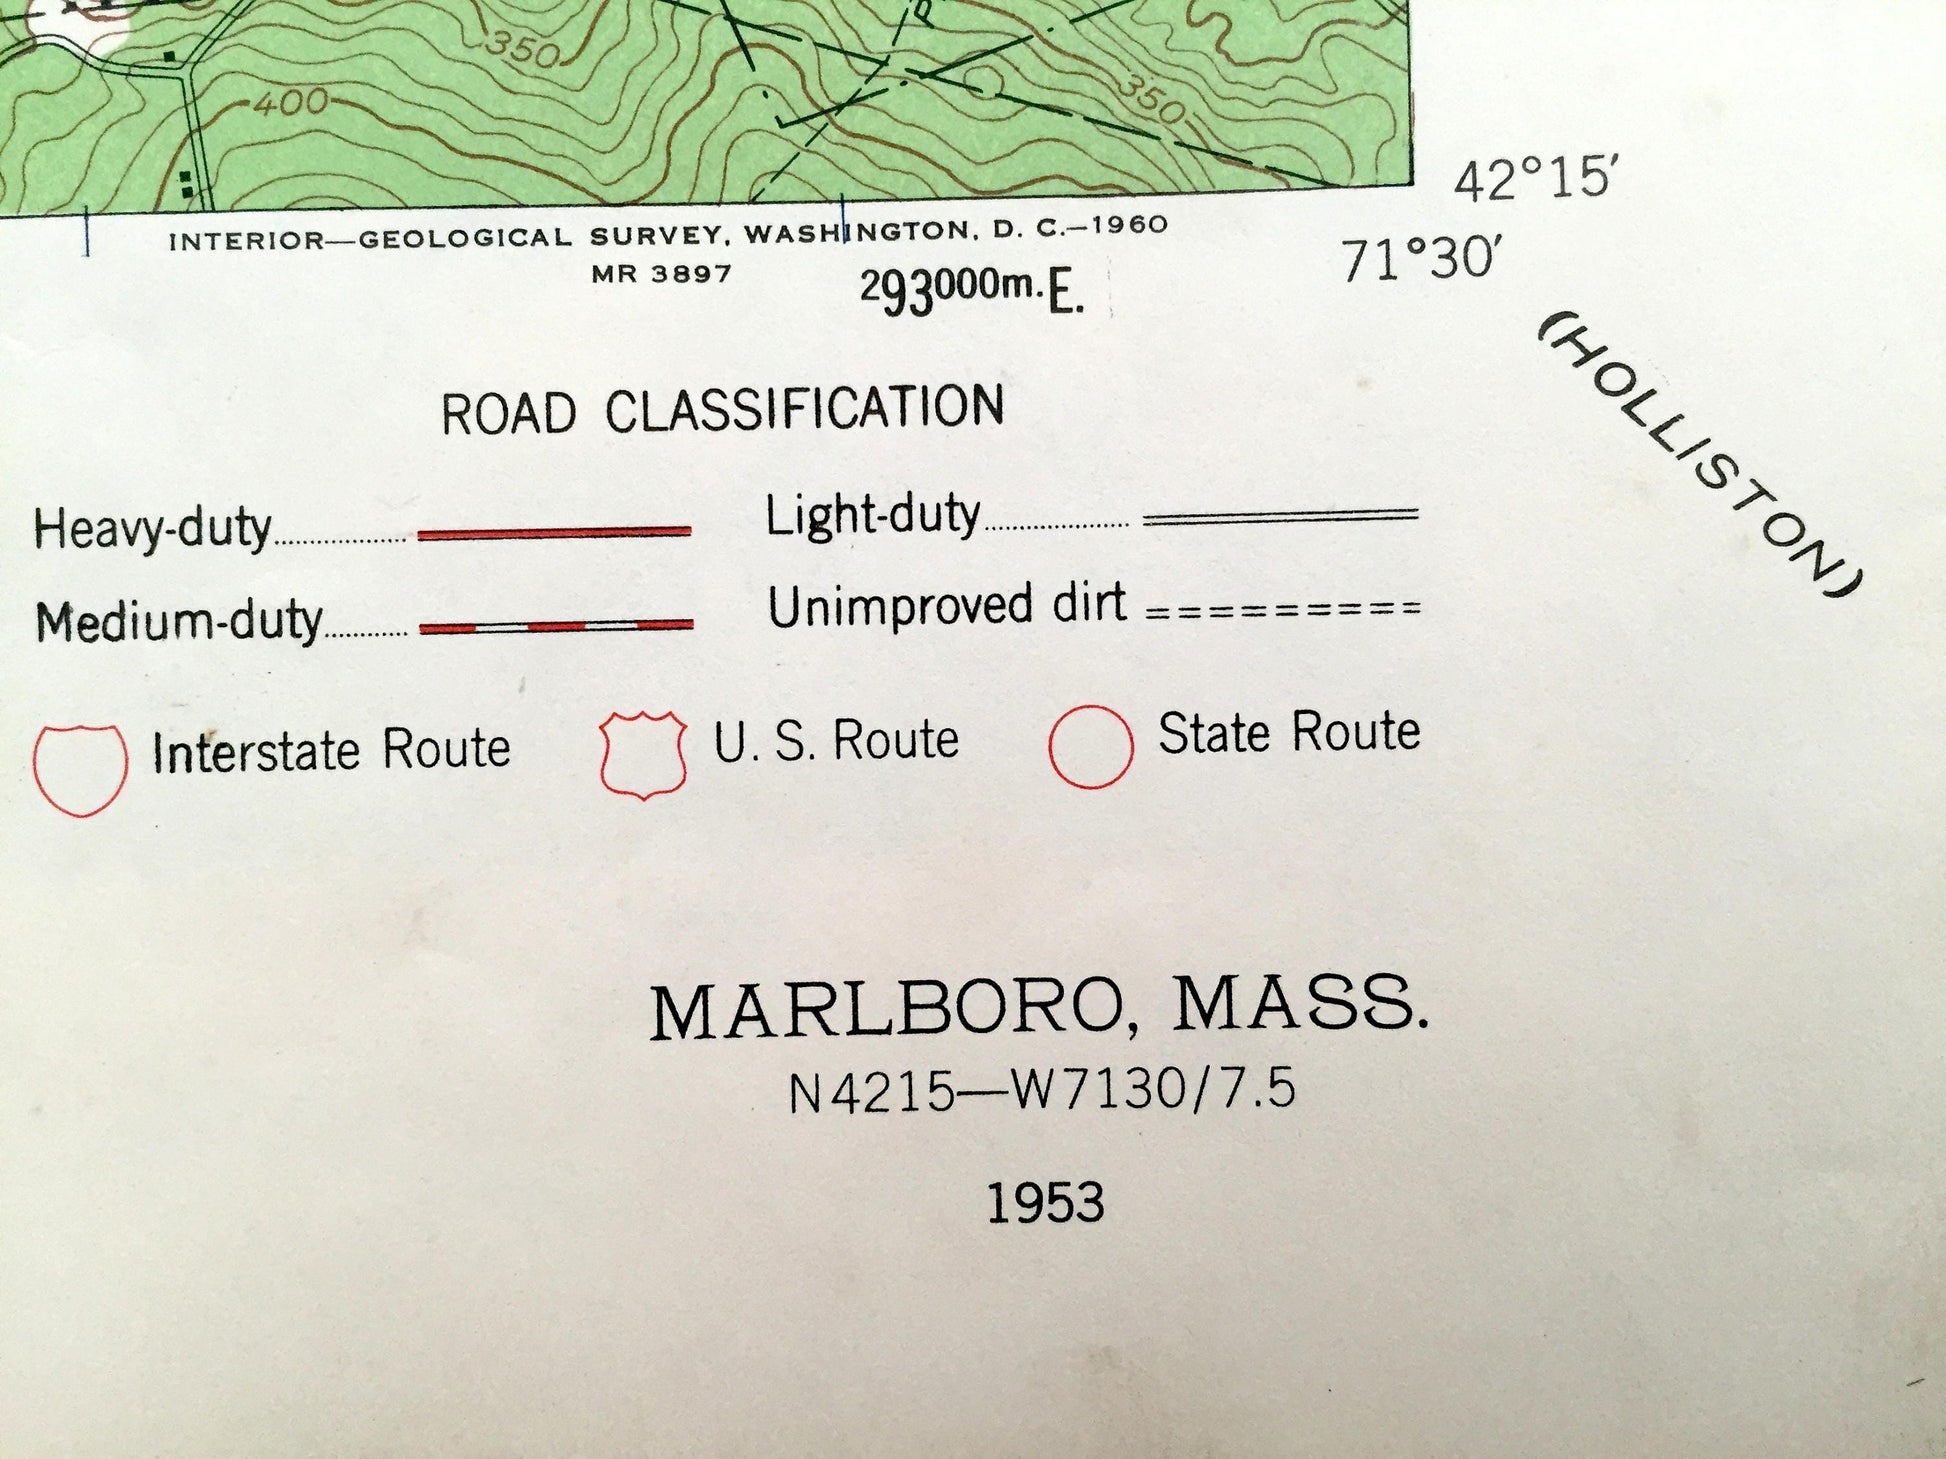 350
400
350
42°15′
INTERIOR—GEOLOGICAL SURVEY, WASHINGTON, D. C.—1960
71°30′
MR 3897
293000m.E.
(HOLLISTON)
ROAD CLASSIFICATION
Heavy-duty
Light-duty
Medium-duty
Unimproved dirt
Interstate Route
U. S. Route
State Route
MARLBORO, MASS.
N4215—W7130/7.5
1953